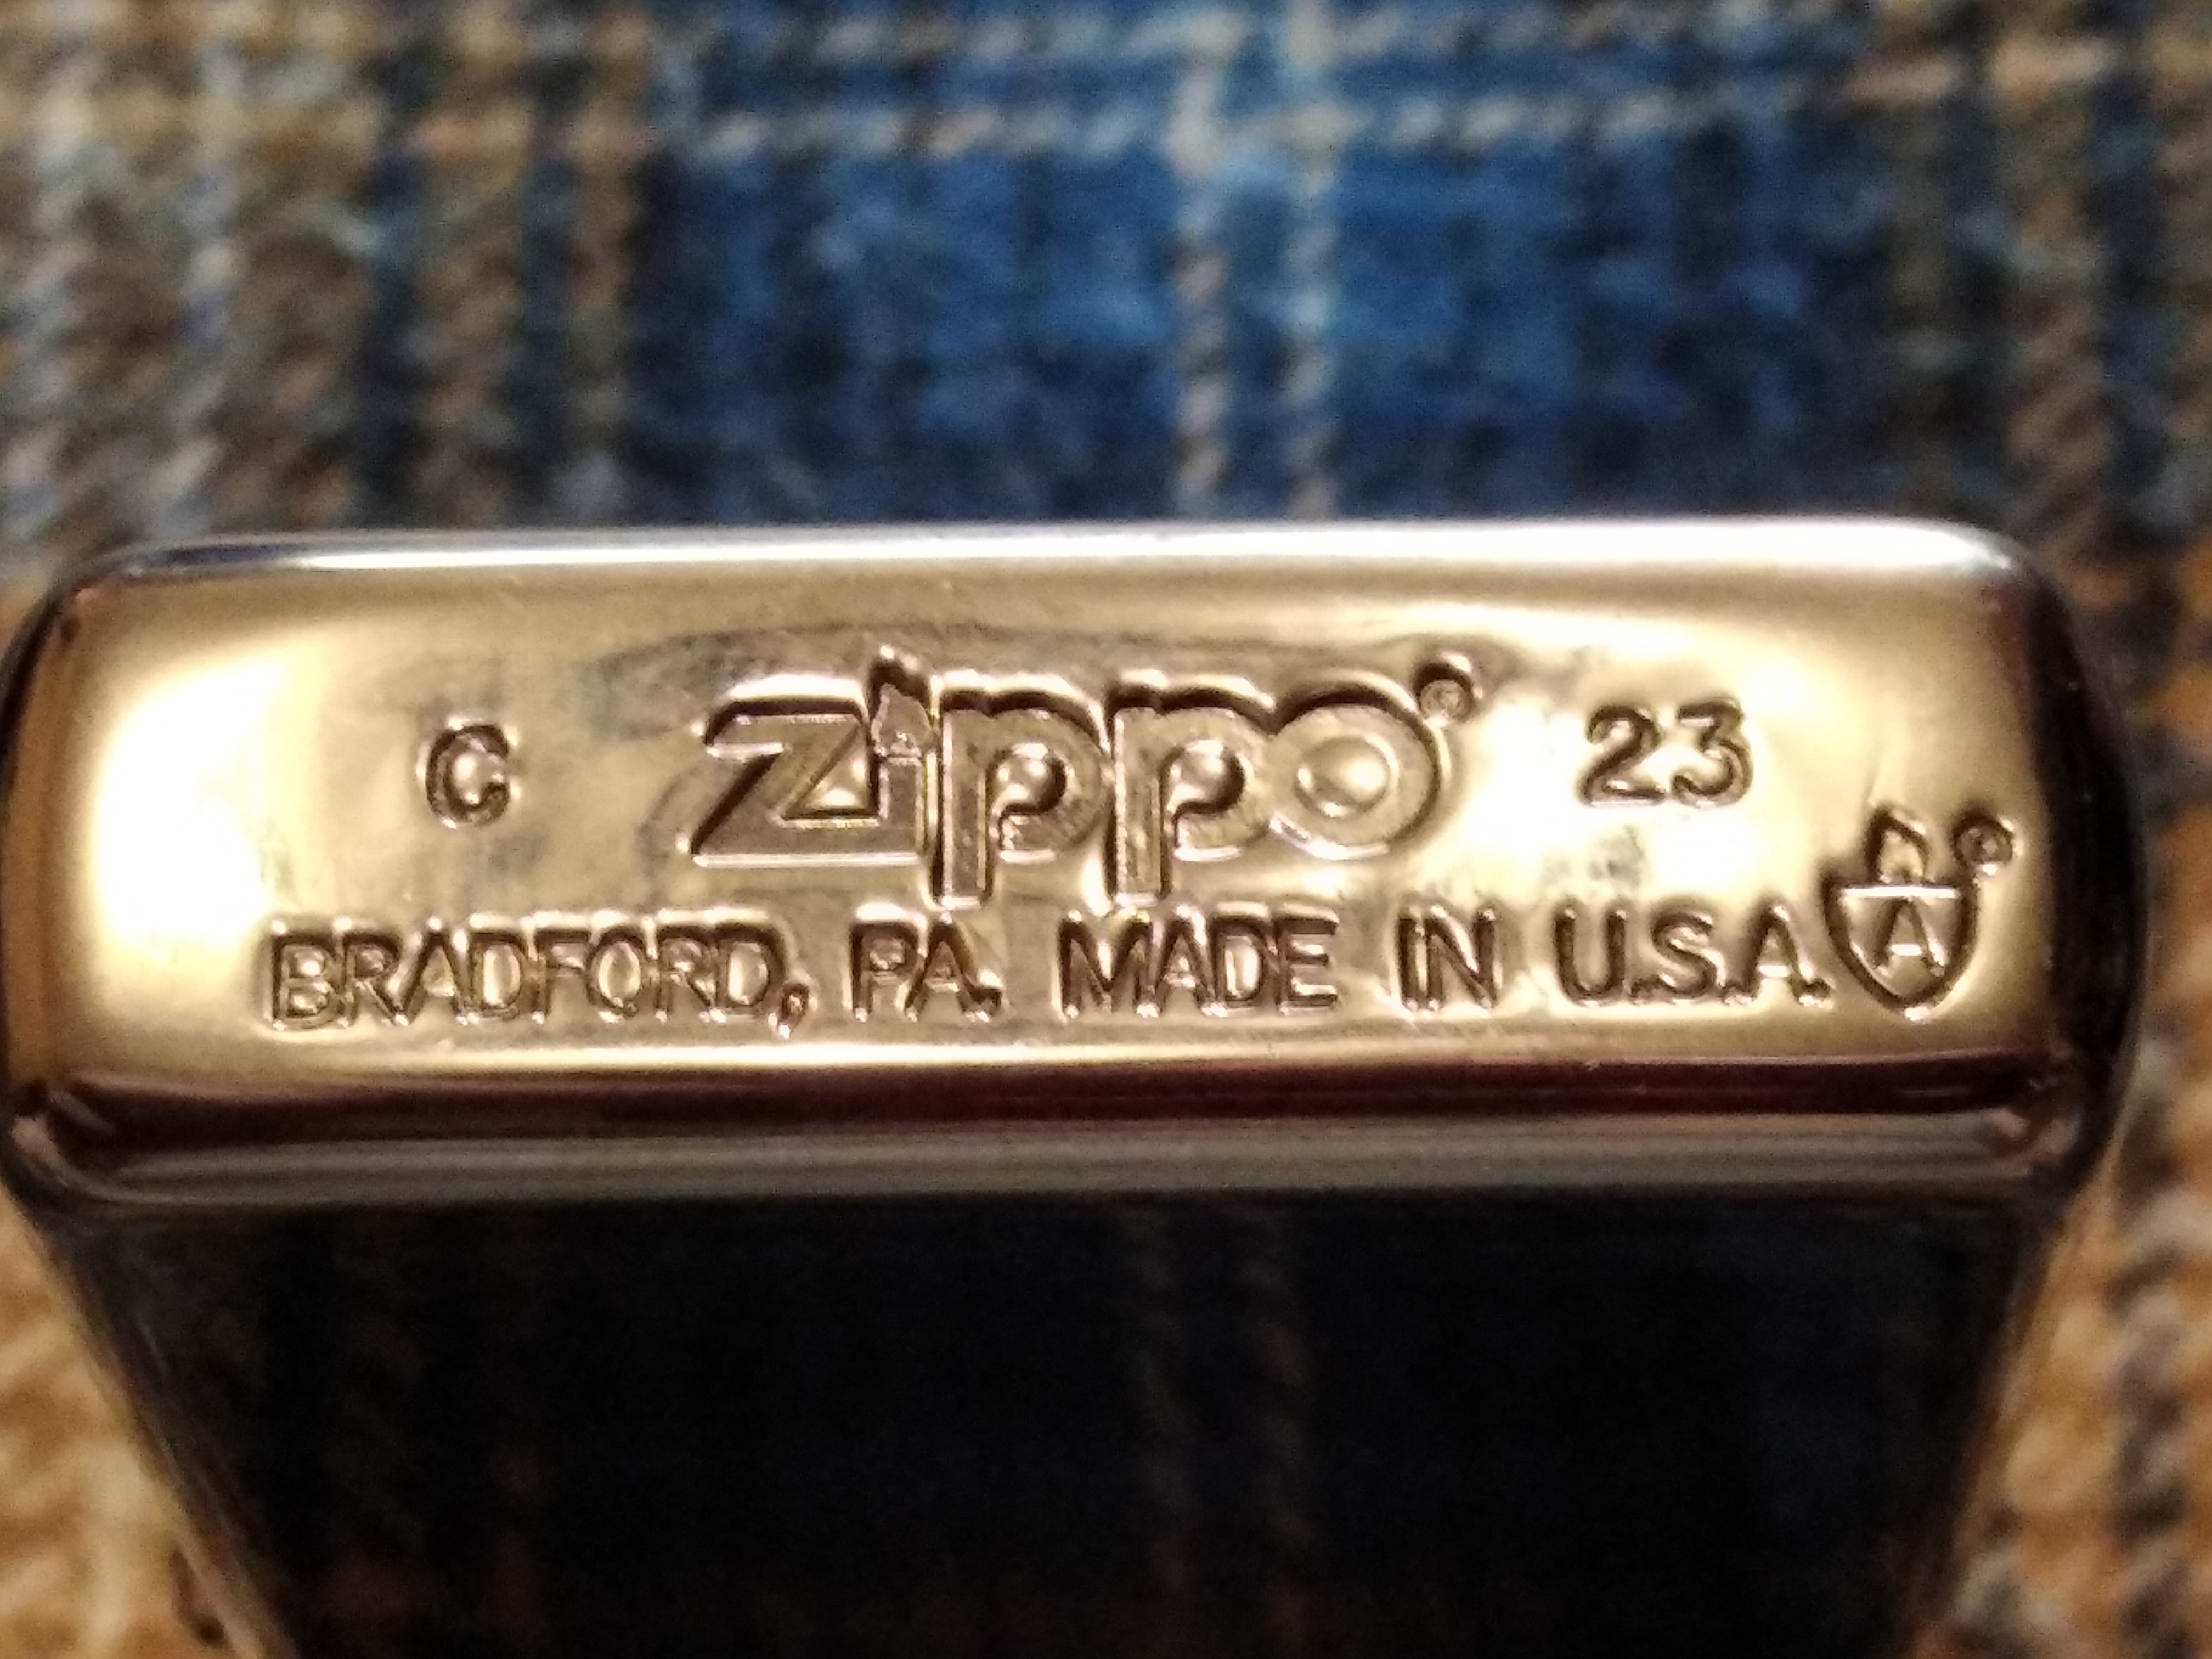 C Zippo® 23
BRADFORD, PA. MADE IN U.S.A. A®